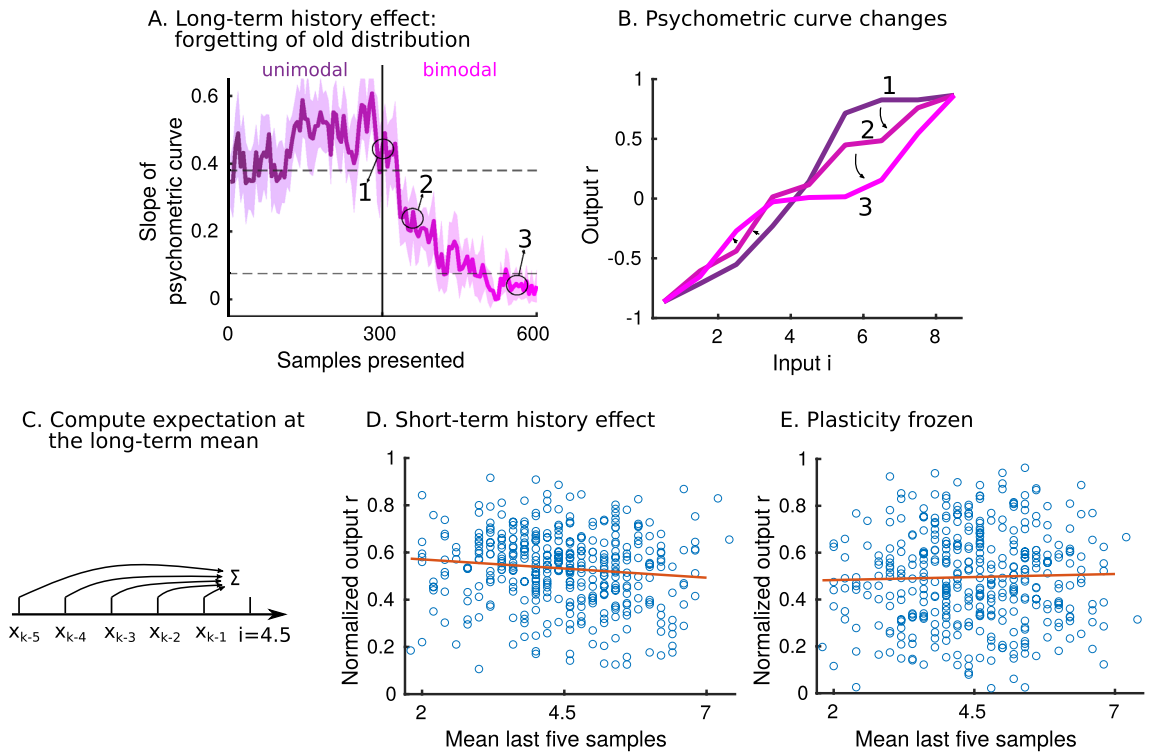 A. Long-term history effect:
forgetting of old distribution
unimodal
bimodal
Slope of
psychometric curve
0.6
0.4
0.2
0
1
2
3
0
300
600
Samples presented
B. Psychometric curve changes
Output r
1
0.5
0
-0.5
-1
1
2
3
2
4
6
8
Input i
C. Compute expectation at
the long-term mean
Σ
xk-5 xk-4 xk-3 xk-2 xk-1 i=4.5
D. Short-term history effect
Normalized output r
1
0.8
0.6
0.4
0.2
0
2
4.5
7
Mean last five samples
E. Plasticity frozen
Normalized output r
1
0.8
0.6
0.4
0.2
0
2
4.5
7
Mean last five samples